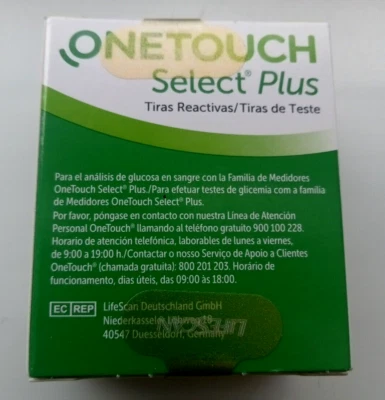 ONETOUCH
Select® Plus
Tiras Reactivas/Tiras de Teste
Para el análisis de glucosa en sangre con la Familia de Medidores
OneTouch Select® Plus./Para efetuar testes de glicemia com a família
de Medidores OneTouch Select® Plus.
Por favor, póngase en contacto con nuestra Línea de Atención
Personal OneTouch® llamando al teléfono gratuito 900 100 228.
Horario de atención telefónica, laborables de lunes a viernes,
de 9:00 a 19:00 h./Contactar o nosso Serviço de Apoio a Clientes
OneTouch® (chamada gratuita): 800 201 203. Horário de
funcionamento, dias úteis, das 09:00 às 18:00.
EC REP
LifeScan Deutschland GmbH
Niederkasseler Lohweg 18
40547 Duesseldorf, Germany